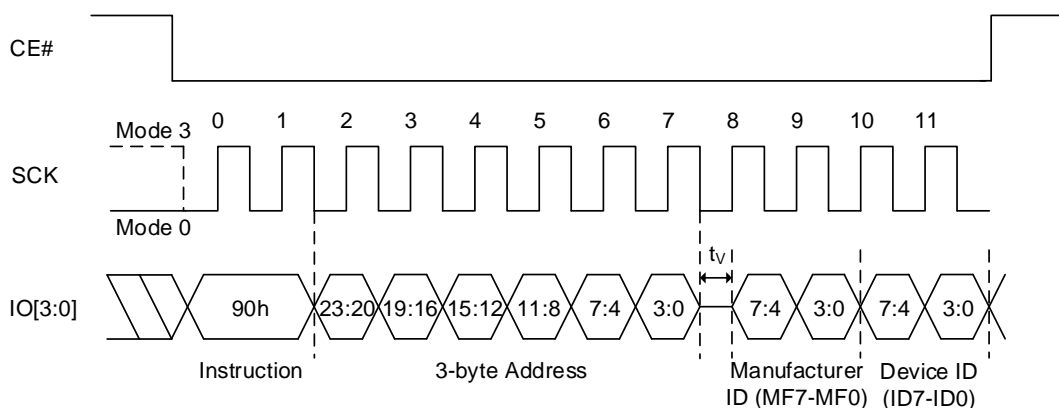 CE#
0 1 2 3 4 5 6 7 8 9 10 11
Mode 3
SCK
Mode 0
tV
IO[3:0] 90h 23:20 19:16 15:12 11:8 7:4 3:0 7:4 3:0 7:4 3:0
Instruction 3-byte Address Manufacturer Device ID
ID (MF7-MF0) (ID7-ID0)